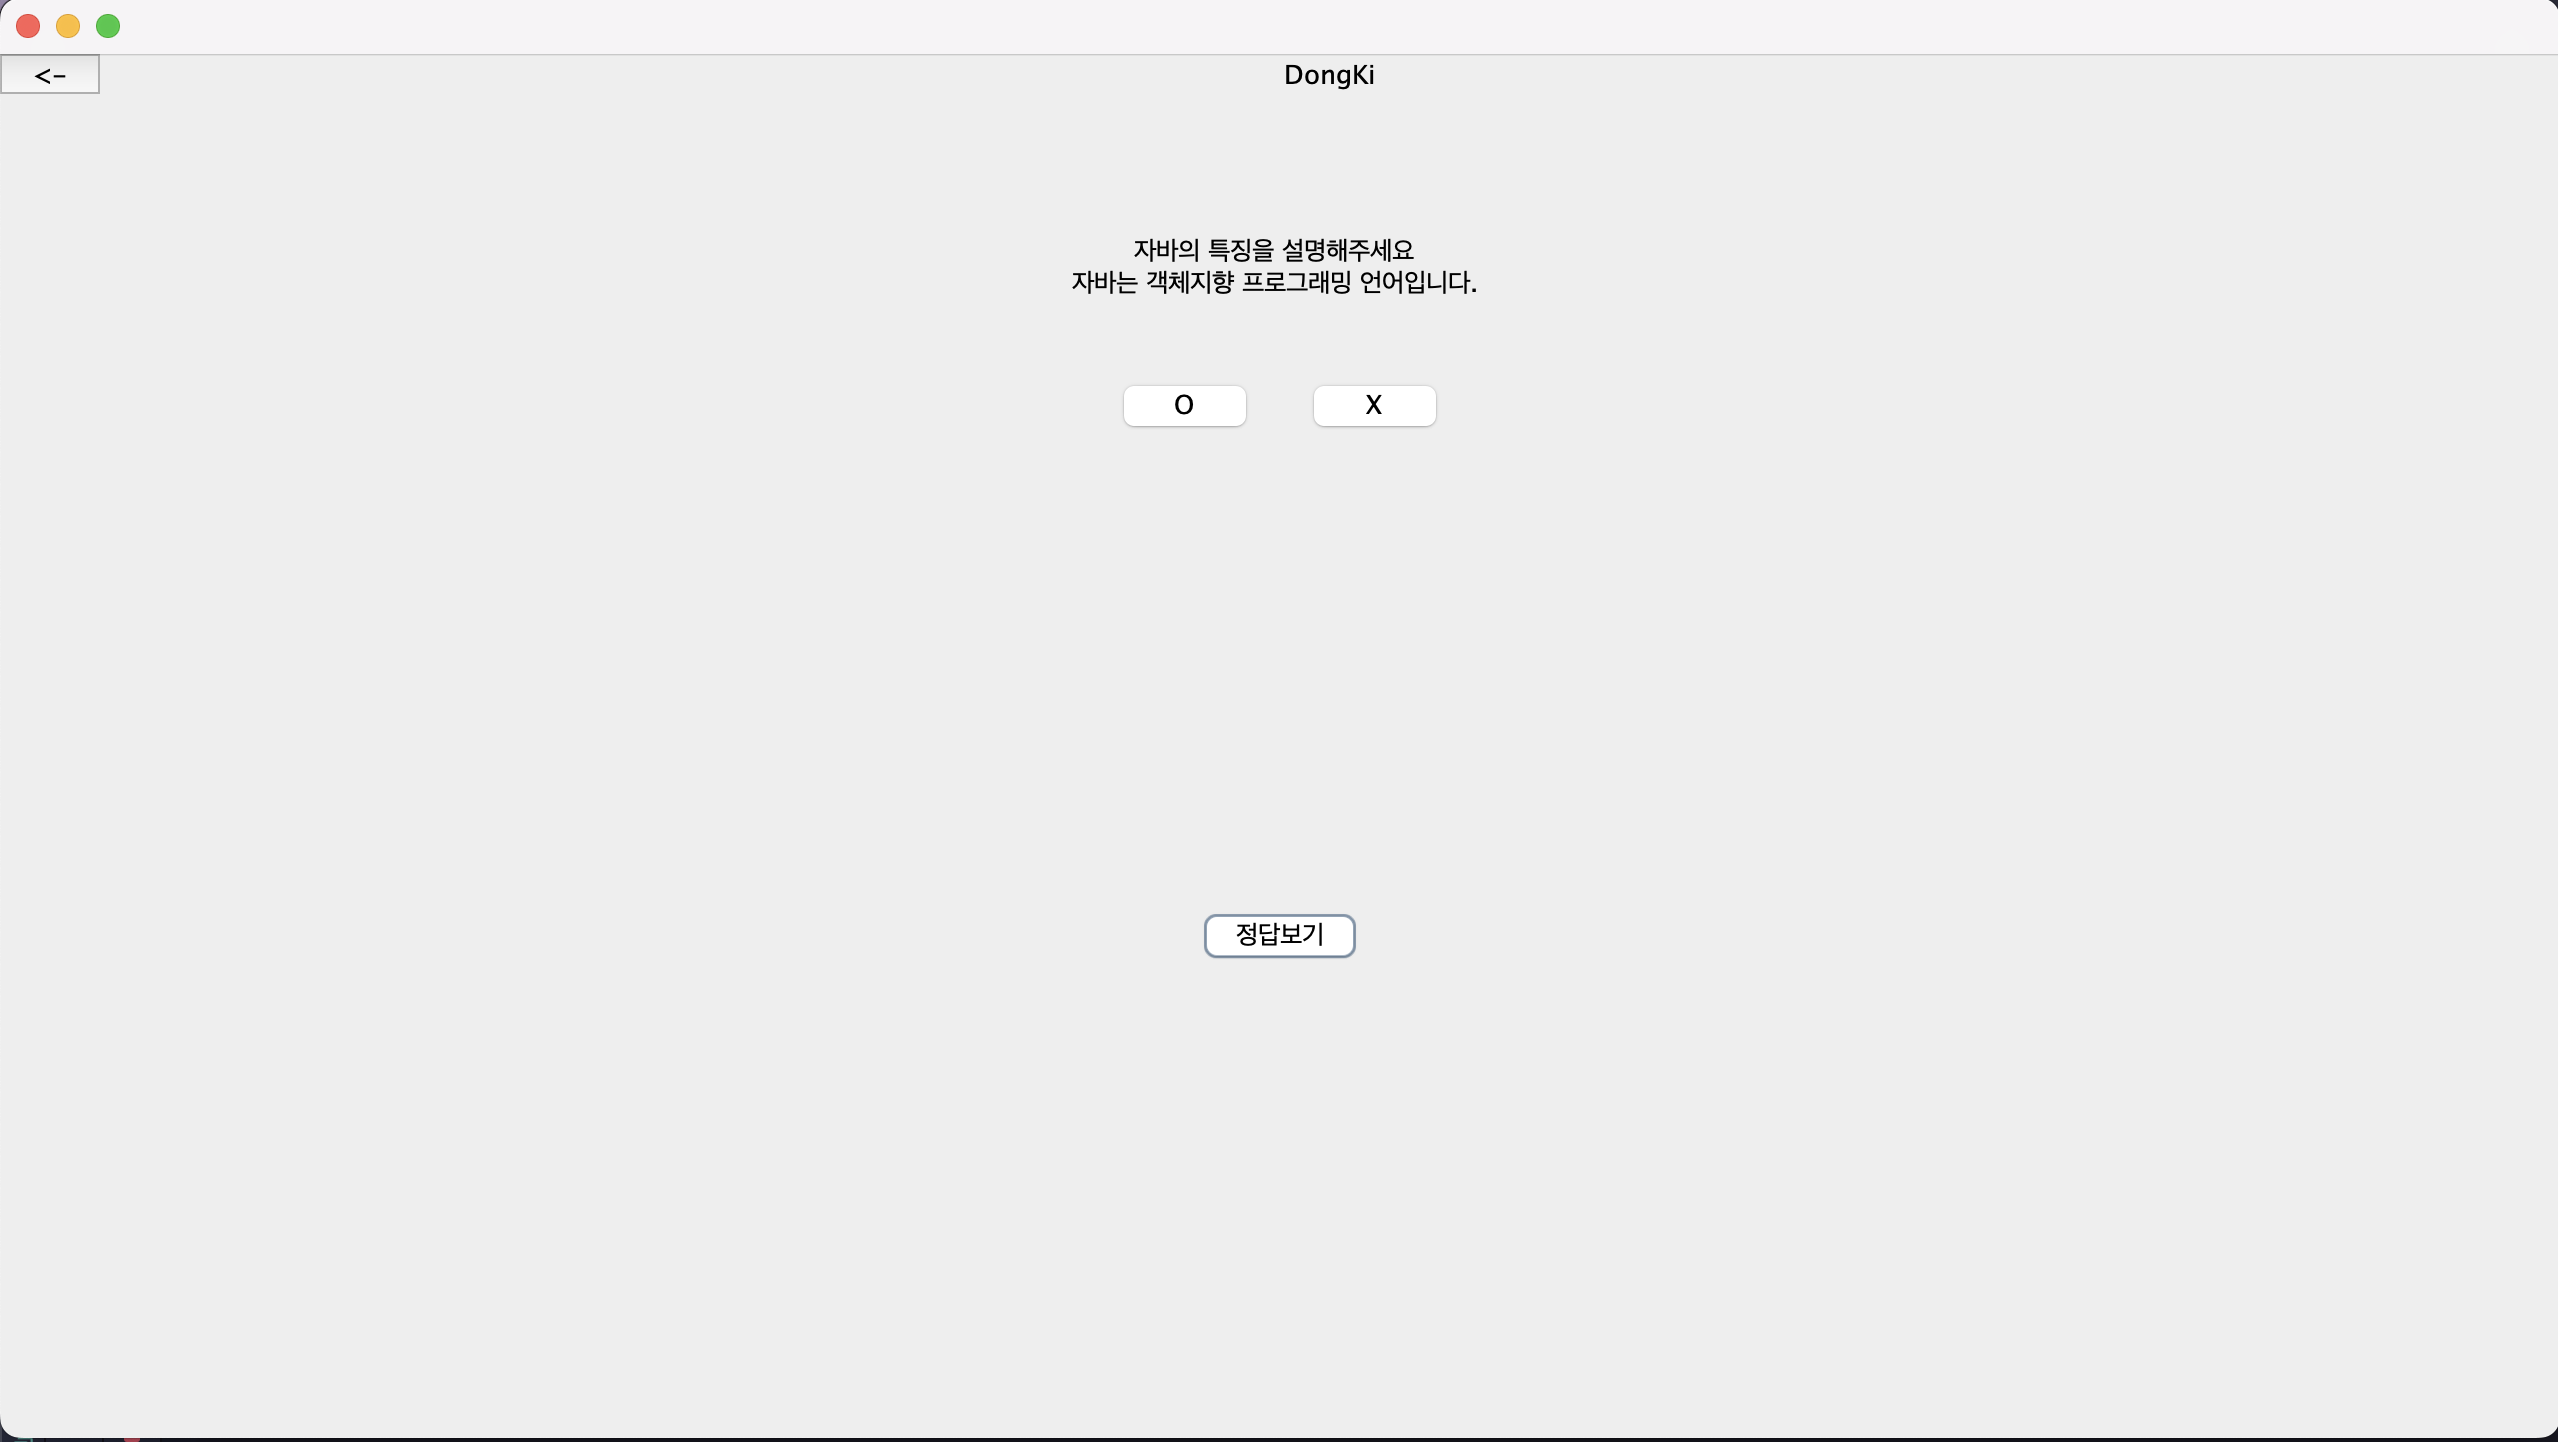 <-
DongKi
자바의 특징을 설명해주세요
자바는 객체지향 프로그래밍 언어입니다.
O
X
정답보기